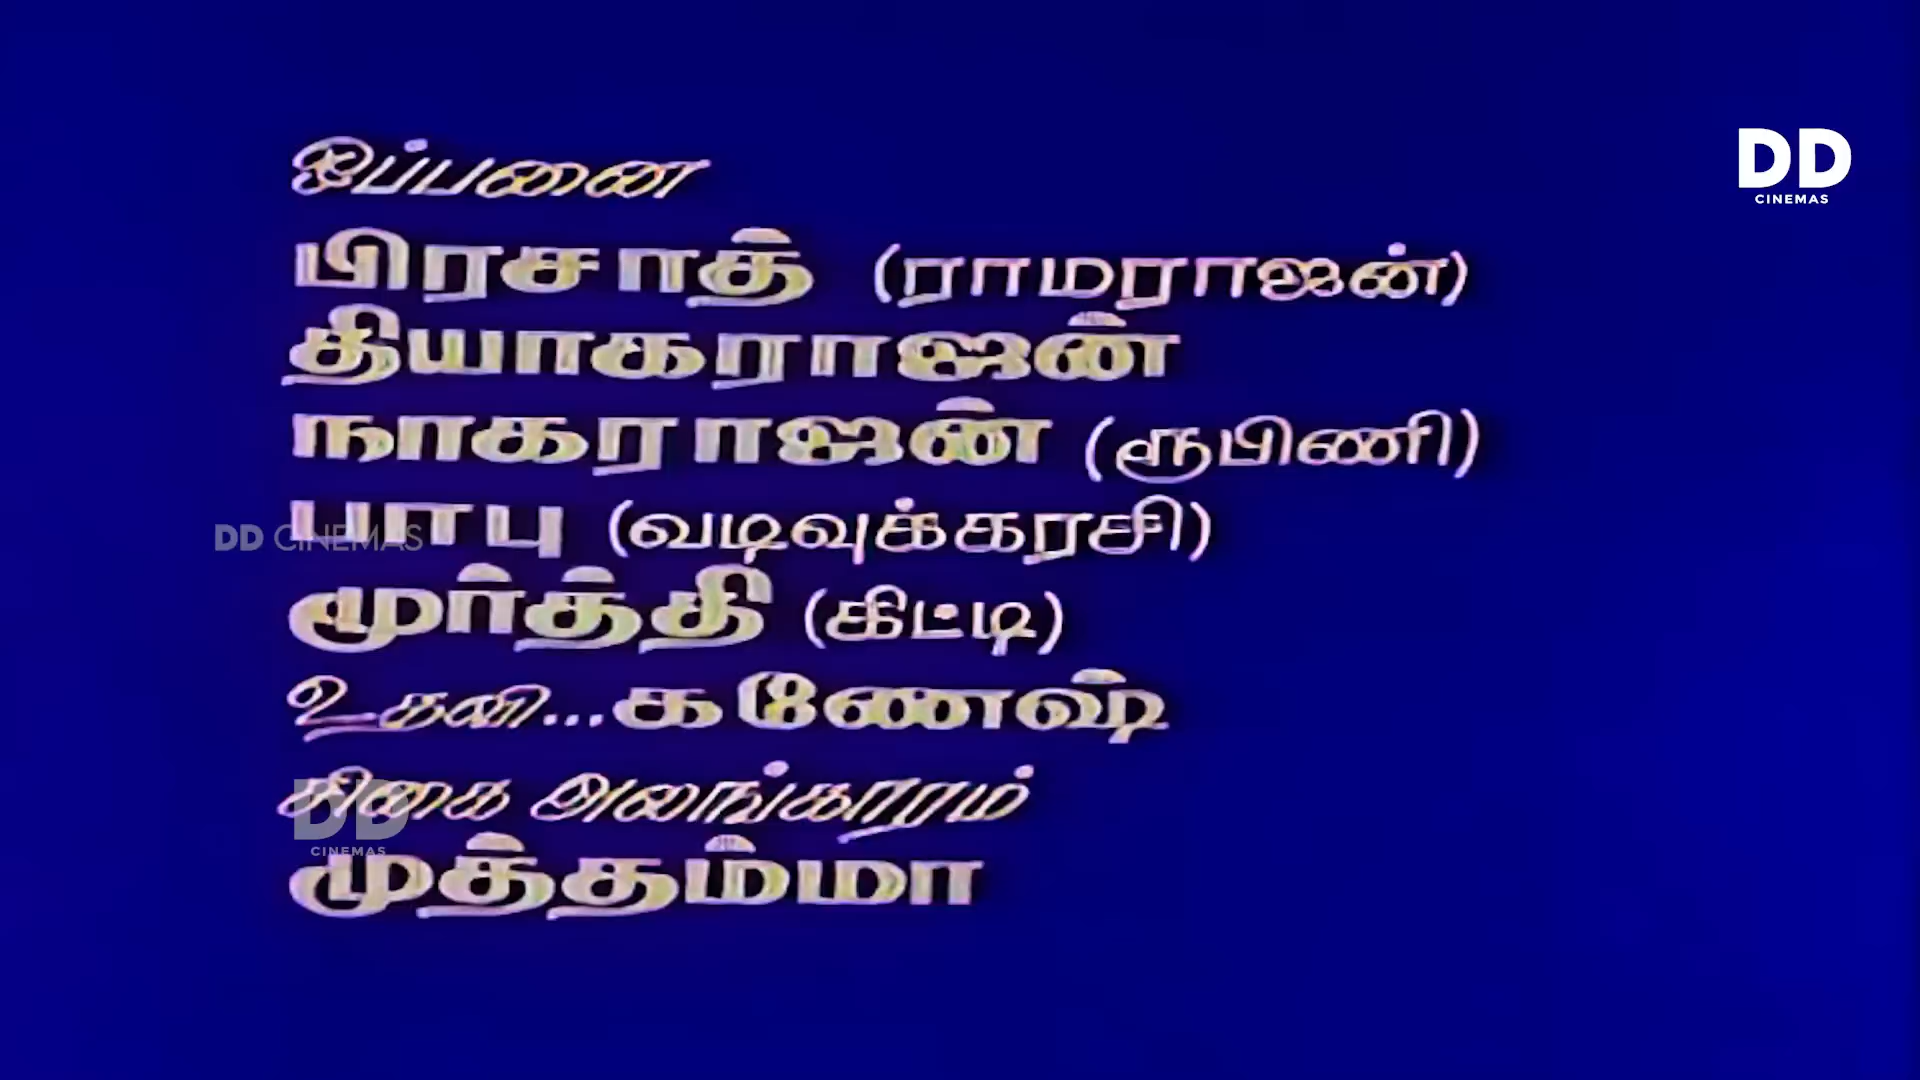 ஒப்பனை
DD
CINEMAS
பிரசாத் (ராமராஜன்)
தியாகராஜன்
நாகராஜன் (ரூபிணி)
பாபு (வடிவுக்கரசி)
DD CINEMAS
மூர்த்தி (கிட்டி)
உதவி...கணேஷ்
சிகை அலங்காரம்
DD
CINEMAS
முத்தம்மா